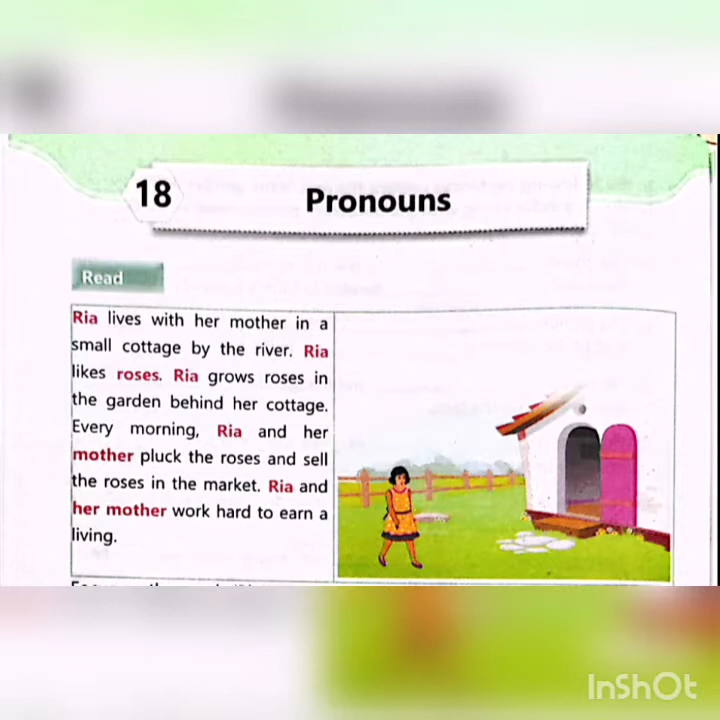 18
Pronouns
Read
Ria lives with her mother in a
small cottage by the river. Ria
likes roses. Ria grows roses in
the garden behind her cottage.
Every morning, Ria and her
mother pluck the roses and sell
the roses in the market. Ria and
her mother work hard to earn a
living.
InShOt